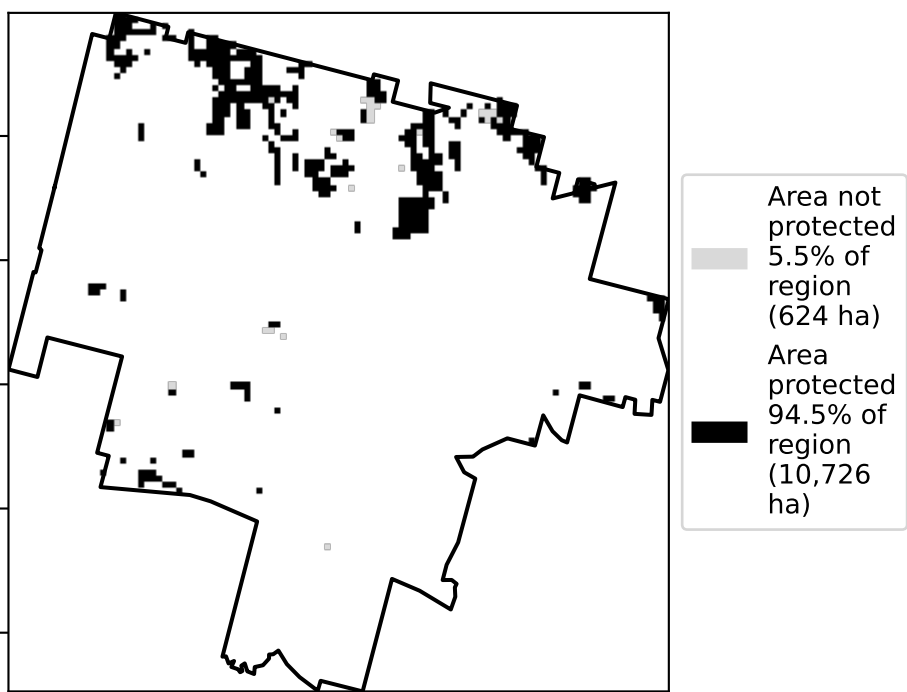 Area not
protected
5.5% of
region
(624 ha)
Area
protected
94.5% of
region
(10,726
ha)